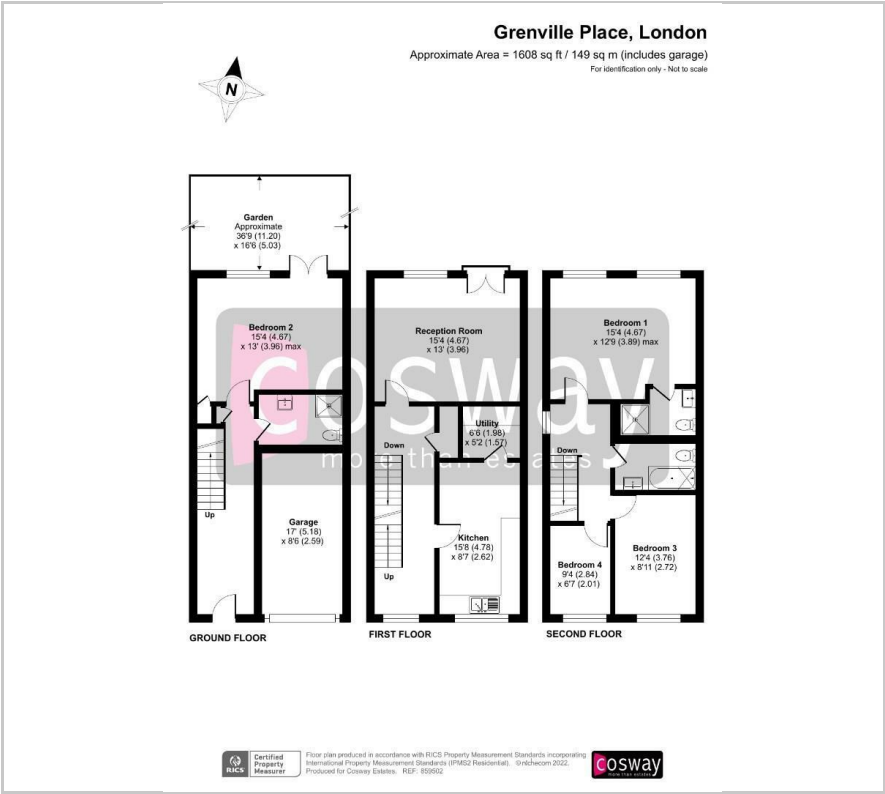 Grenville Place, London
Approximate Area = 1608 sq ft / 149 sq m (includes garage)
For identification only - Not to scale
N
Garden
Approximate
36'9 (11.20)
x 16'6 (5.03)
Bedroom 2
15'4 (4.67)
x 13' (3.96) max
Up
Garage
17' (5.18)
x 8'6 (2.59)
GROUND FLOOR
Reception Room
15'4 (4.67)
x 13' (3.96)
Down
Utility
6'6 (1.98)
x 5'2 (1.57)
Kitchen
15'8 (4.78)
x 8'7 (2.62)
Up
FIRST FLOOR
Bedroom 1
15'4 (4.67)
x 12'9 (3.89) max
Down
Bedroom 4
9'4 (2.84)
x 6'7 (2.01)
Bedroom 3
12'4 (3.76)
x 8'11 (2.72)
SECOND FLOOR
cosway
more than estates
RICS
Certified
Property
Measurer
Floor plan produced in accordance with RICS Property Measurement Standards incorporating
International Property Measurement Standards (IPMS2 Residential). ©nichecom 2022.
Produced for Cosway Estates. REF: 859502
cosway
more than estates